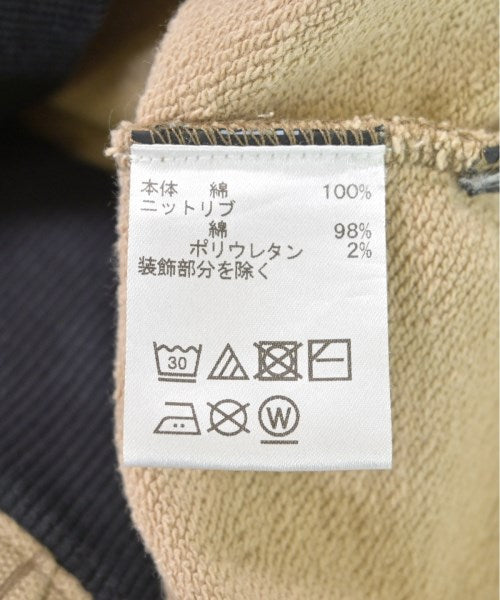 本体 綿 100%
ニットリブ
綿 98%
ポリウレタン 2%
装飾部分を除く
30
W